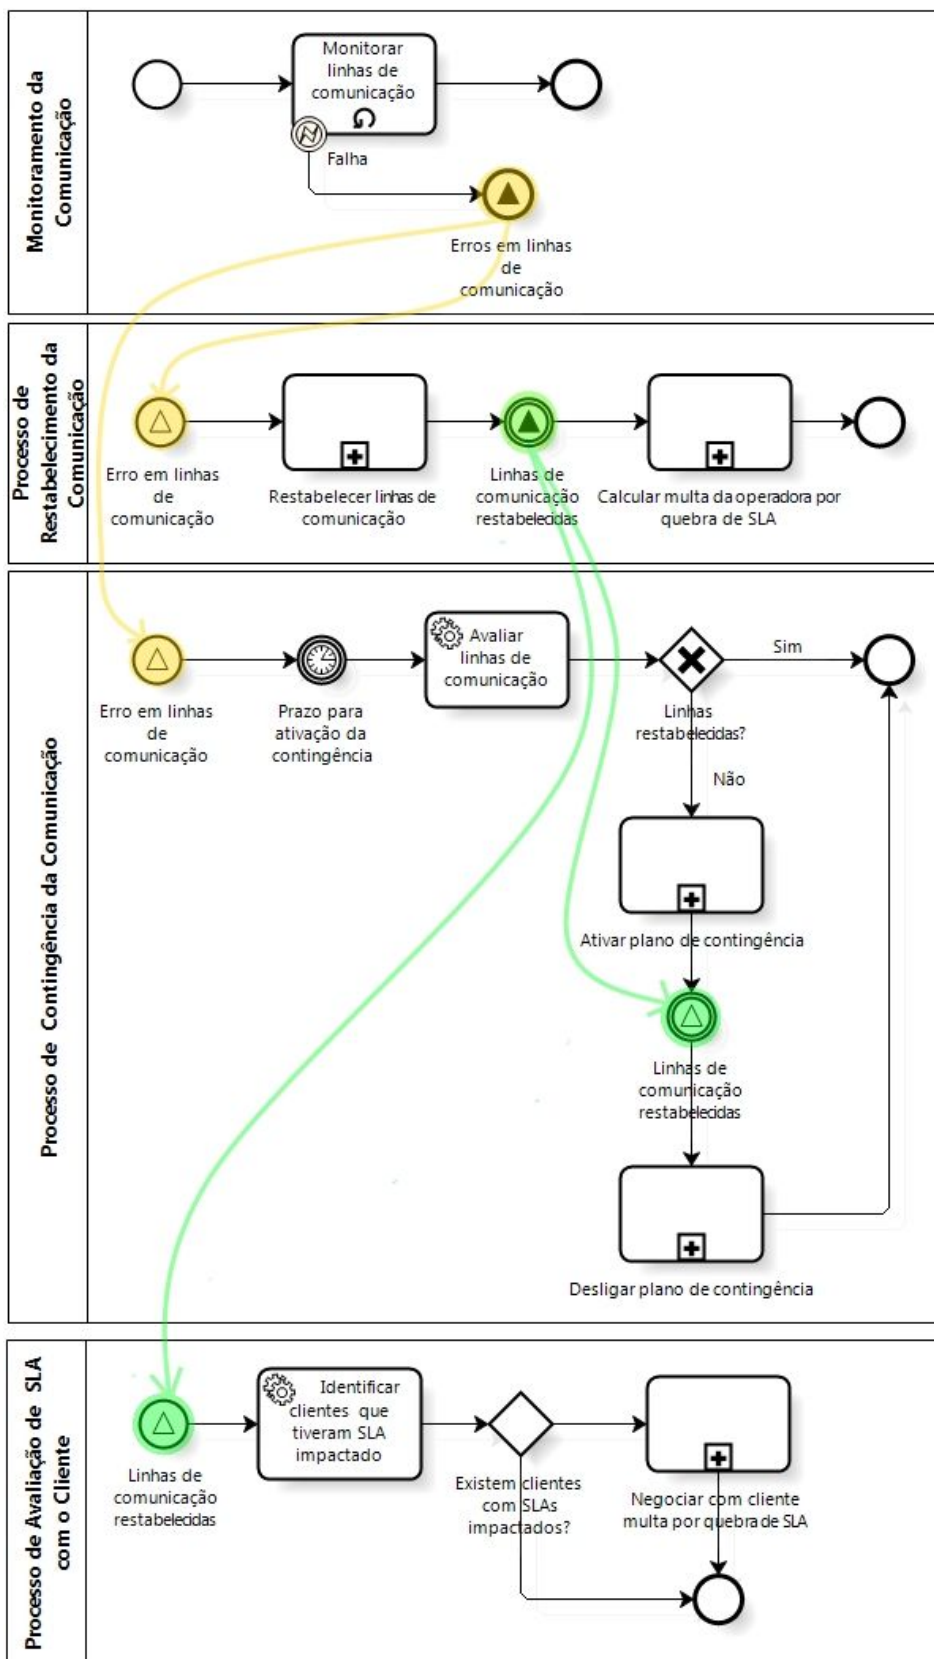 Monitoramento da
Comunicação
Monitorar
linhas de
comunicação
Falha
Erros em linhas
de
comunicação
Processo de
Restabelecimento da
Comunicação
Erro em linhas
de
comunicação
Restabelecer linhas de
comunicação
Linhas de
comunicação
restabelecidas
Calcular multa da operadora por
quebra de SLA
Processo de Contingência da Comunicação
Erro em linhas
de
comunicação
Prazo para
ativação da
contingência
Avaliar
linhas de
comunicação
Linhas
restabelecidas?
Sim
Não
Ativar plano de contingência
Linhas de
comunicação
restabelecidas
Desligar plano de contingência
Processo de Avaliação de SLA
com o Cliente
Linhas de
comunicação
restabelecidas
Identificar
clientes que
tiveram SLA
impactado
Existem clientes
com SLAs
impactados?
Negociar com cliente
multa por quebra de SLA